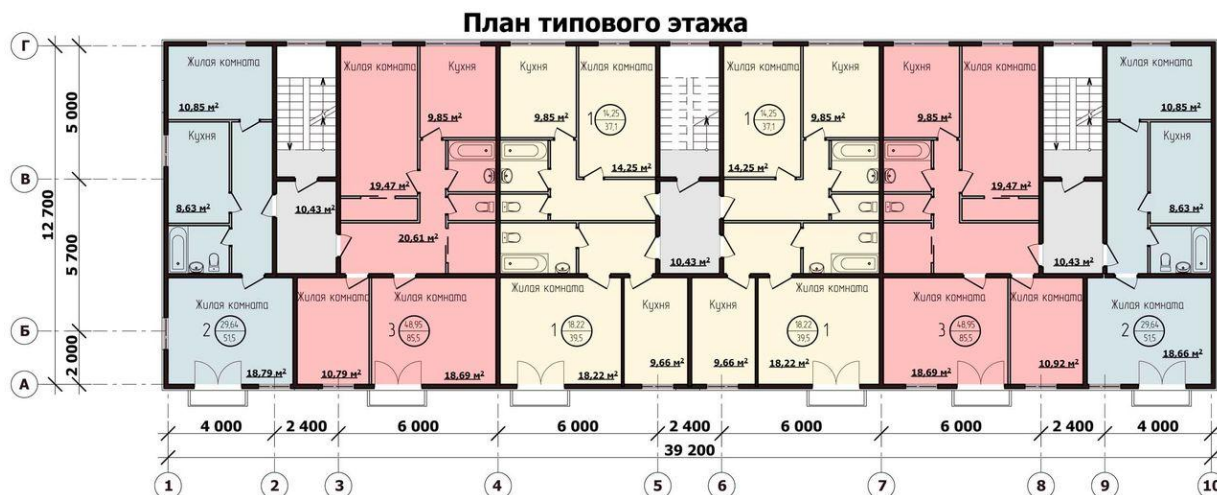 План типового этажа
Г
В
Б
А
12 700
5 000
5 700
2 000
Жилая комната
10,85 м²
Кухня
8,63 м²
10,43 м²
Жилая комната
19,47 м²
Кухня
9,85 м²
20,61 м²
Кухня
9,85 м²
Жилая комната
1
14,25
37,1
14,25 м²
10,43 м²
Жилая комната
1
14,25
37,1
14,25 м²
Кухня
9,85 м²
Кухня
9,85 м²
Жилая комната
19,47 м²
10,43 м²
Жилая комната
10,85 м²
Кухня
8,63 м²
Жилая комната
2
29,64
51,5
18,79 м²
Жилая комната
10,79 м²
Жилая комната
3
48,95
85,5
18,69 м²
Жилая комната
1
18,22
39,5
18,22 м²
Кухня
9,66 м²
Кухня
9,66 м²
Жилая комната
18,22
39,5
1
18,22 м²
Жилая комната
3
48,95
85,5
18,69 м²
Жилая комната
10,92 м²
Жилая комната
2
29,64
51,5
18,66 м²
4 000 2 400 6 000 6 000 2 400 6 000 6 000 2 400 4 000
39 200
1 2 3 4 5 6 7 8 9 10